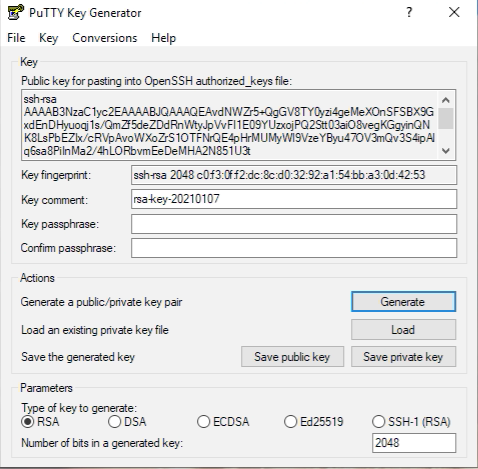 PuTTY Key Generator
File Key Conversions Help
Key
Public key for pasting into OpenSSH authorized_keys file:
ssh-rsa
AAAAB3NzaC1yc2EAAAABJQAAAQEAvdNWZr5+QgGV8TY0yzi4geMeXOnSFSBX9G
xdEnDHyuoqj1s/QmZf5deZDdRnWtyJpVvFI1E09YUzxojPQ2Stt03aiO8vegKGgyinQN
K8LsPbEZlx/cRVpAvoWXoZrS1OTFNrQE4pHrMUMyWl9VzeYByu47OV3mQv3S4ipAl
q6sa8PiInMa2/4hLORbvmEeDeMHA2N851U3t
Key fingerprint: ssh-rsa 2048 c0:f3:0f:f2:dc:8c:d0:32:92:a1:54:bb:a3:0d:42:53
Key comment: rsa-key-20210107
Key passphrase:
Confirm passphrase:
Actions
Generate a public/private key pair Generate
Load an existing private key file Load
Save the generated key Save public key Save private key
Parameters
Type of key to generate:
RSA DSA ECDSA Ed25519 SSH-1 (RSA)
Number of bits in a generated key: 2048